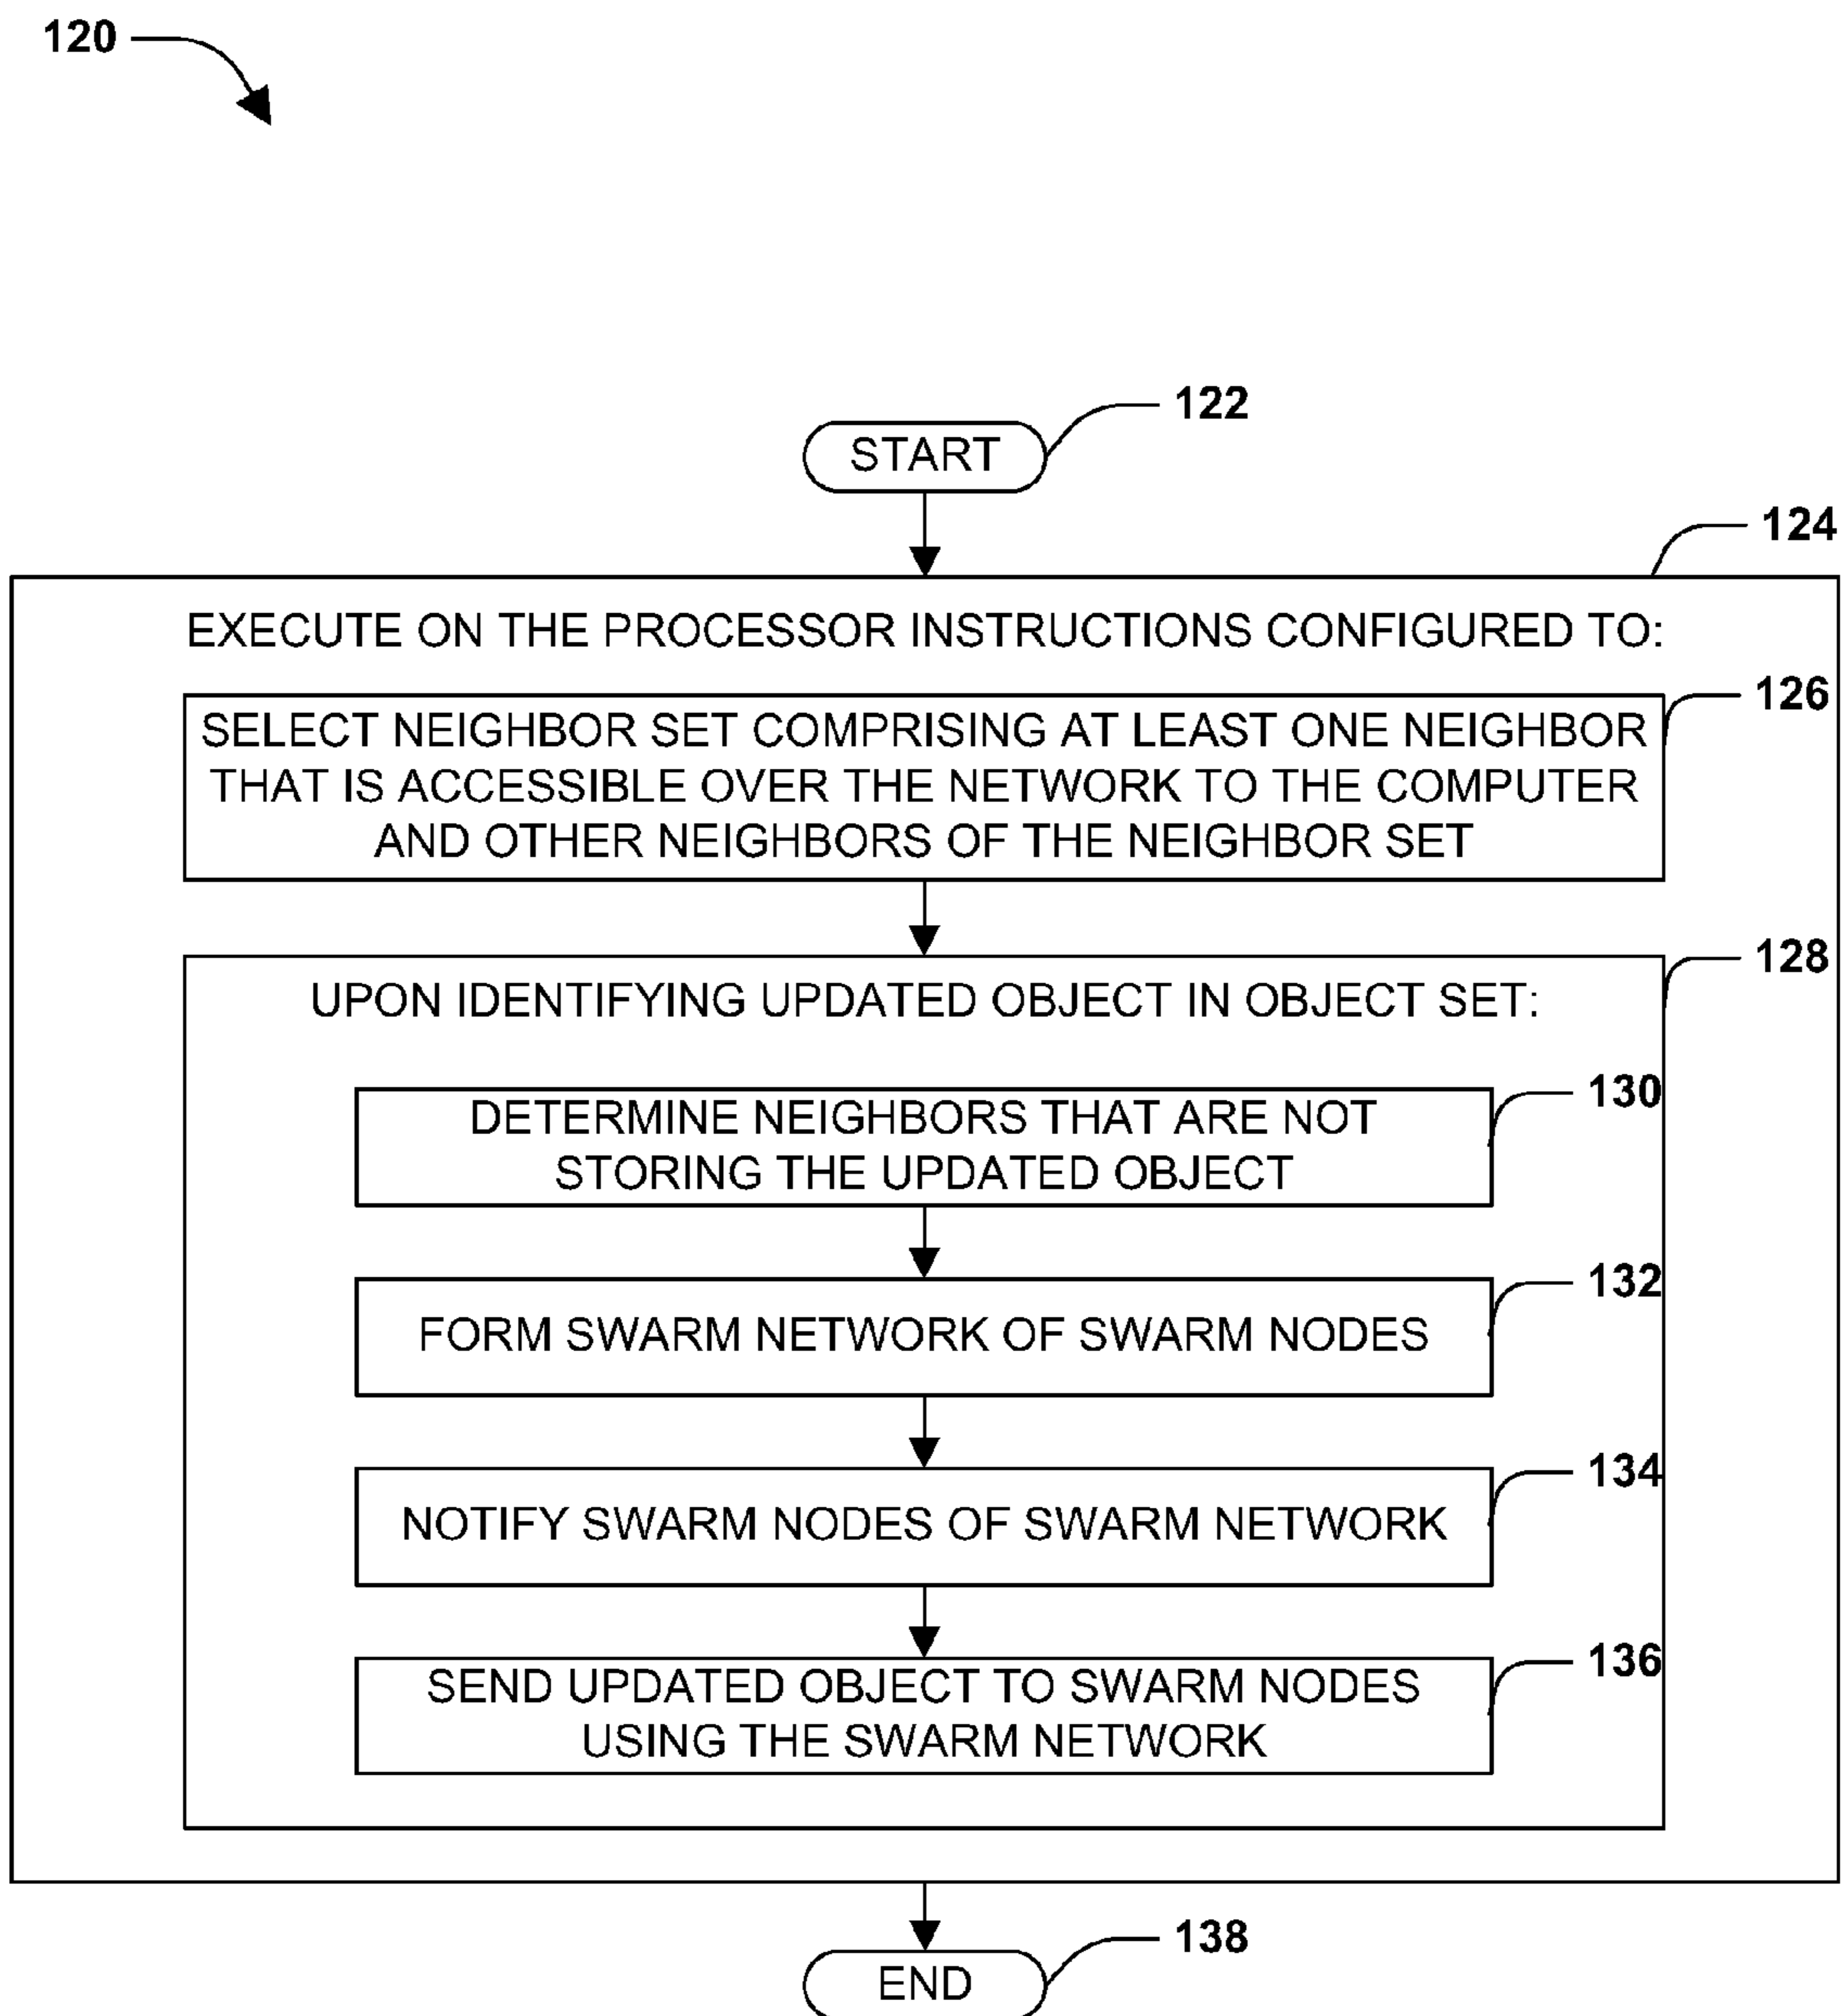 120
122
START
124
EXECUTE ON THE PROCESSOR INSTRUCTIONS CONFIGURED TO:
126
SELECT NEIGHBOR SET COMPRISING AT LEAST ONE NEIGHBOR
THAT IS ACCESSIBLE OVER THE NETWORK TO THE COMPUTER
AND OTHER NEIGHBORS OF THE NEIGHBOR SET
128
UPON IDENTIFYING UPDATED OBJECT IN OBJECT SET:
130
DETERMINE NEIGHBORS THAT ARE NOT
STORING THE UPDATED OBJECT
132
FORM SWARM NETWORK OF SWARM NODES
134
NOTIFY SWARM NODES OF SWARM NETWORK
136
SEND UPDATED OBJECT TO SWARM NODES
USING THE SWARM NETWORK
138
END